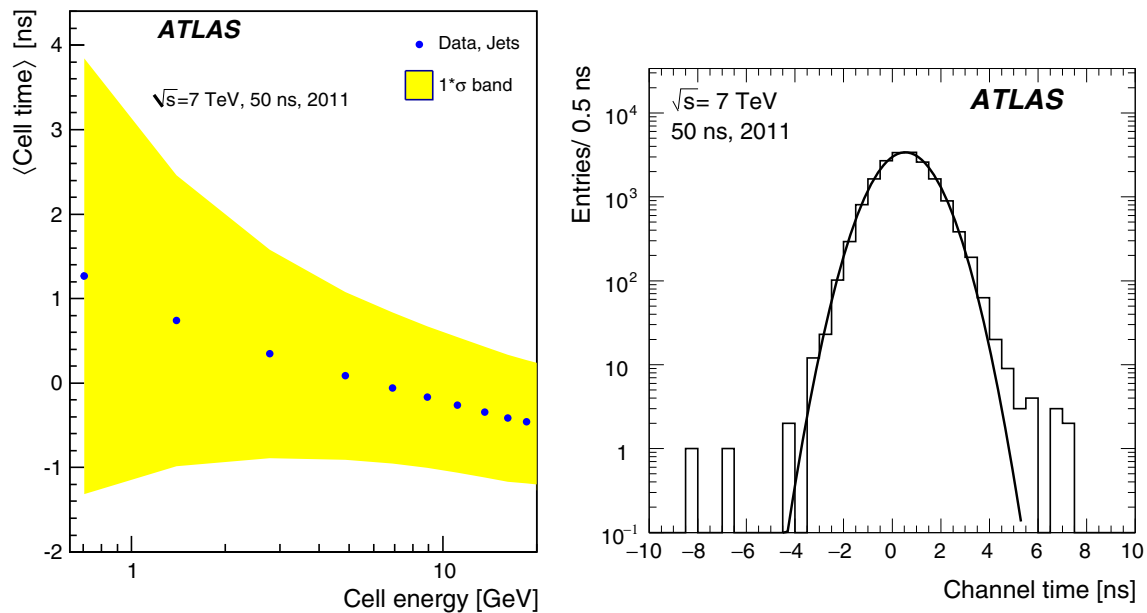 ATLAS
Data, Jets
1*σ band
√s=7 TeV, 50 ns, 2011
⟨Cell time⟩ [ns]
4
3
2
1
0
-1
-2
1
10
Cell energy [GeV]
√s= 7 TeV
ATLAS
50 ns, 2011
Entries/ 0.5 ns
10⁴
10³
10²
10
1
10⁻¹
−10 −8 −6 −4 −2 0 2 4 6 8 10
Channel time [ns]